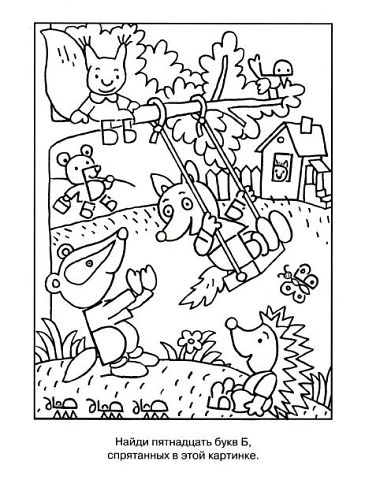 Найди пятнадцать букв Б,
спрятанных в этой картинке.